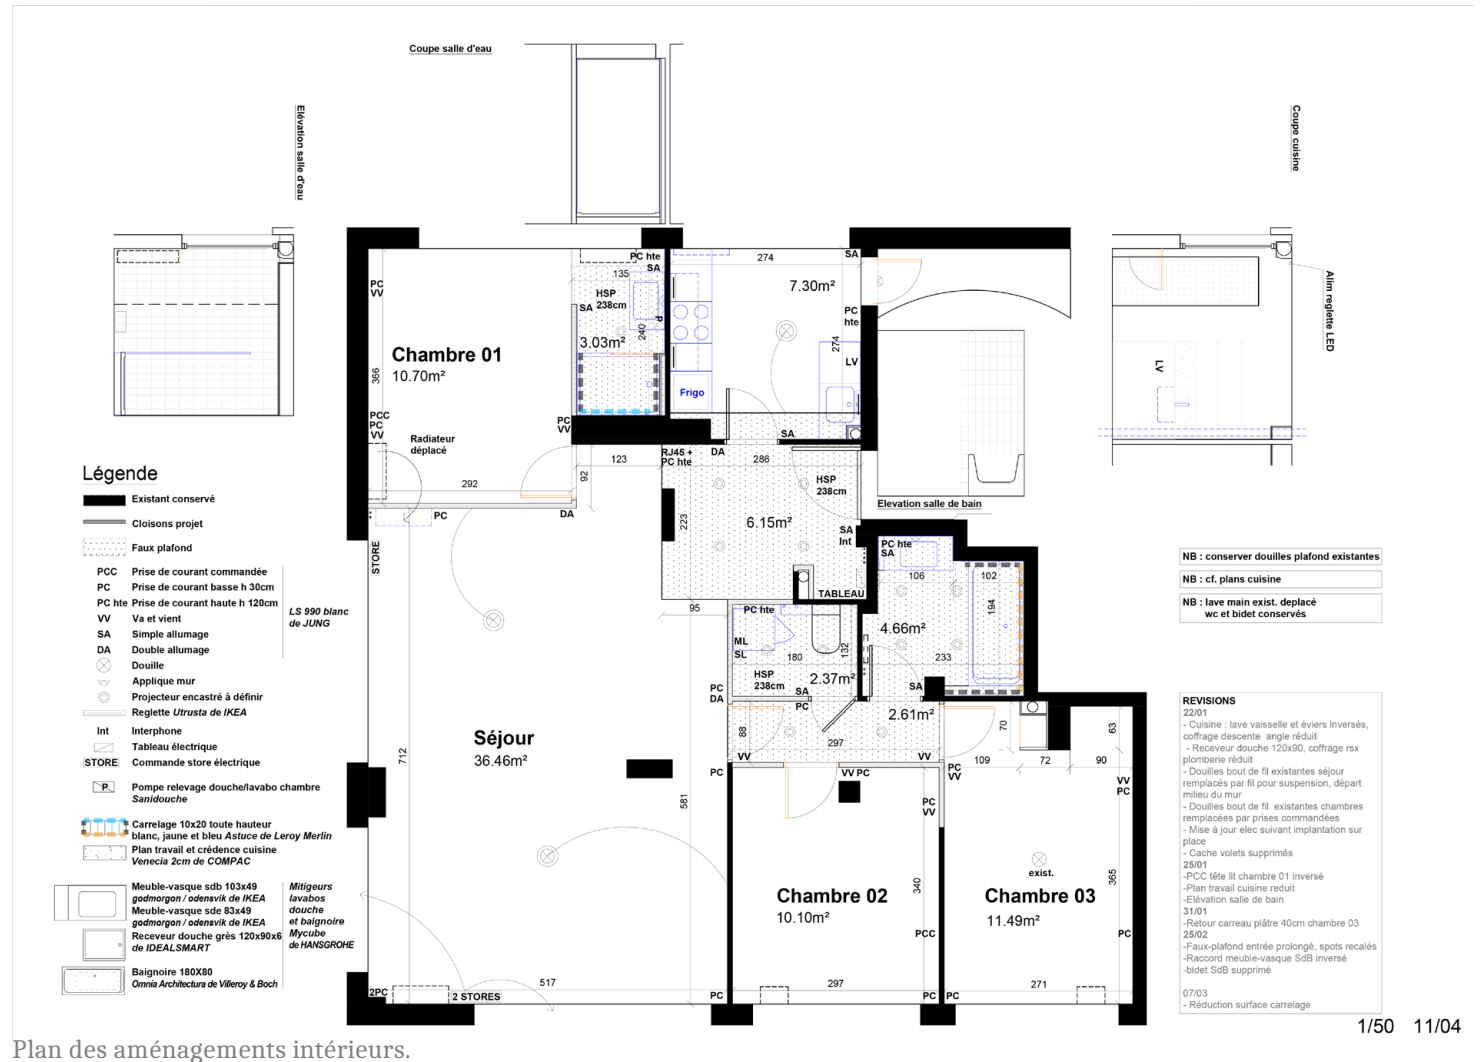 Coupe salle d'eau
Elévation salle d'eau
Coupe cuisine
Alim reglette LED
LV
PC
VV
Chambre 01
10.70m²
366
PCC
PC
VV
Radiateur
déplacé
292
PC hte
SA
135
HSP
238cm
SA
P
240
3.03m²
PC
VV
274
SA
7.30m²
PC
hte
274
LV
Frigo
SA
DA
RJ45 +
PC hte
123
286
92
HSP
238cm
223
6.15m²
SA
Int
TABLEAU
PC
DA
STORE
Elevation salle de bain
PC hte
SA
106
102
194
4.66m²
233
SA
95
PC hte
ML
SL
180
132
HSP
238cm
2.37m²
SA
PC
PC
DA
2.61m²
88
297
VV
VV
Séjour
36.46m²
712
581
PC
VV PC
PC
VV
PC
VV
109
70
72
63
90
VV
PC
exist.
Chambre 02
10.10m²
340
PCC
Chambre 03
11.49m²
365
PC
2PC
2 STORES
517
PC
297
PC
PC
271
Légende
Existant conservé
Cloisons projet
Faux plafond
PCC Prise de courant commandée
PC Prise de courant basse h 30cm
PC hte Prise de courant haute h 120cm
VV Va et vient
SA Simple allumage
DA Double allumage
LS 990 blanc
de JUNG
Douille
Applique mur
Projecteur encastré à définir
Reglette Utrusta de IKEA
Int Interphone
Tableau électrique
STORE Commande store électrique
P Pompe relevage douche/lavabo chambre
Sanidouche
Carrelage 10x20 toute hauteur
blanc, jaune et bleu Astuce de Leroy Merlin
Plan travail et crédence cuisine
Venecia 2cm de COMPAC
Meuble-vasque sdb 103x49
godmorgon / odensvik de IKEA
Meuble-vasque sde 83x49
godmorgon / odensvik de IKEA
Receveur douche grès 120x90x6
de IDEALSMART
Baignoire 180X80
Omnia Architectura de Villeroy & Boch
Mitigeurs
lavabos
douche
et baignoire
Mycube
de HANSGROHE
NB : conserver douilles plafond existantes
NB : cf. plans cuisine
NB : lave main exist. deplacé
wc et bidet conservés
REVISIONS
22/01
- Cuisine : lave vaisselle et éviers inversés,
coffrage descente angle réduit
- Receveur douche 120x90, coffrage rsx
plomberie réduit
- Douilles bout de fil existantes séjour
remplacés par fil pour suspension, départ
milieu du mur
- Douilles bout de fil existantes chambres
remplacées par prises commandées
- Mise à jour elec suivant implantation sur
place
- Cache volets supprimés
25/01
-PCC tête lit chambre 01 inversé
-Plan travail cuisine reduit
-Elévation salle de bain
31/01
-Retour carreau plâtre 40cm chambre 03
25/02
-Faux-plafond entrée prolongé, spots recalés
-Raccord meuble-vasque SdB inversé
-bidet SdB supprimé
07/03
- Réduction surface carrelage
1/50 11/04
Plan des aménagements intérieurs.